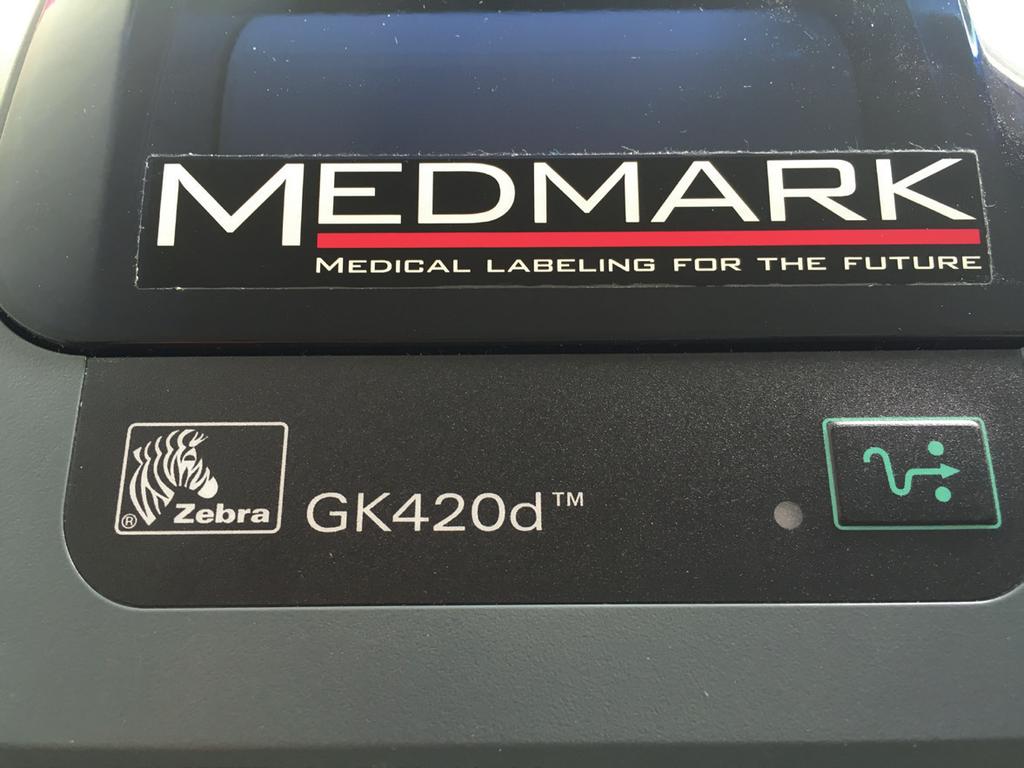 MEDMARK
MEDICAL LABELING FOR THE FUTURE
® Zebra
GK420d™